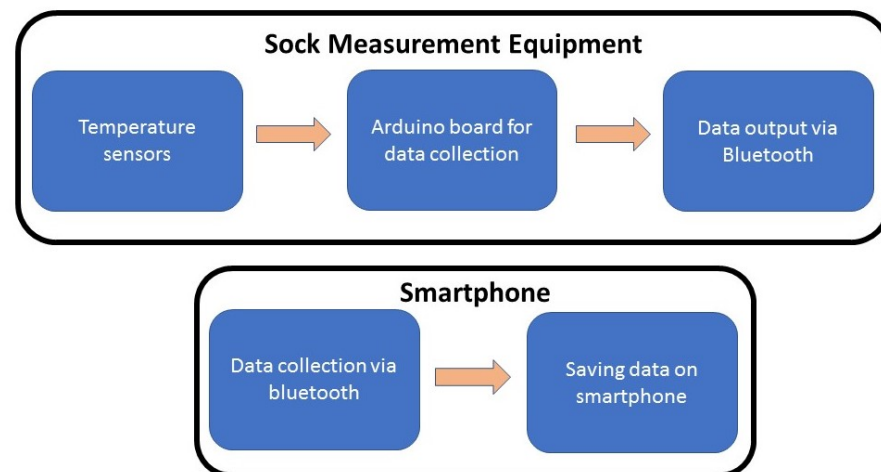 Sock Measurement Equipment
Temperature
sensors
Arduino board for
data collection
Data output via
Bluetooth
Smartphone
Data collection via
bluetooth
Saving data on
smartphone